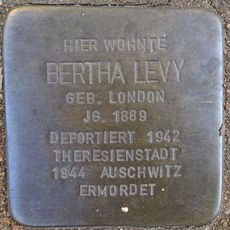 HIER WOHNTE
BERTHA LEVY
GEB. LONDON
JG. 1889
DEPORTIERT 1942
THERESIENSTADT
1944 AUSCHWITZ
ERMORDET